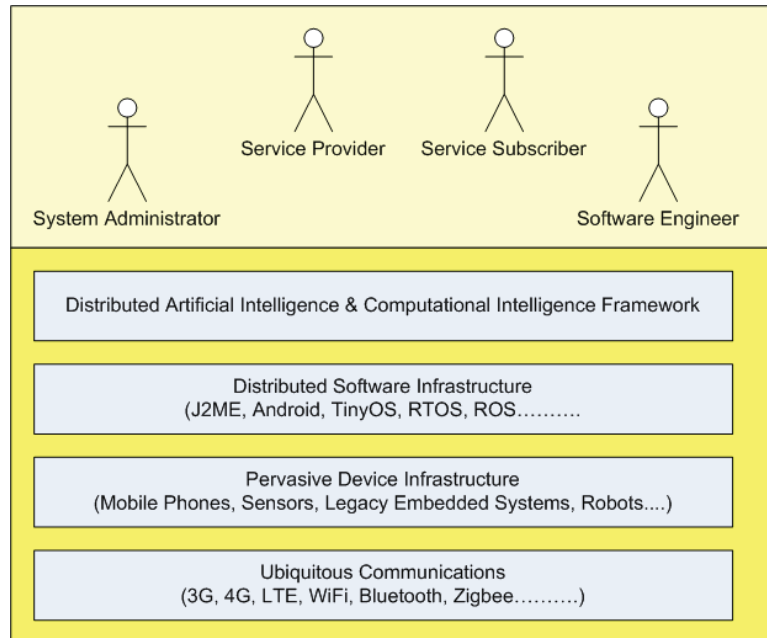 Service Provider
Service Subscriber
System Administrator
Software Engineer
Distributed Artificial Intelligence & Computational Intelligence Framework
Distributed Software Infrastructure
(J2ME, Android, TinyOS, RTOS, ROS……….
Pervasive Device Infrastructure
(Mobile Phones, Sensors, Legacy Embedded Systems, Robots....)
Ubiquitous Communications
(3G, 4G, LTE, WiFi, Bluetooth, Zigbee……….)